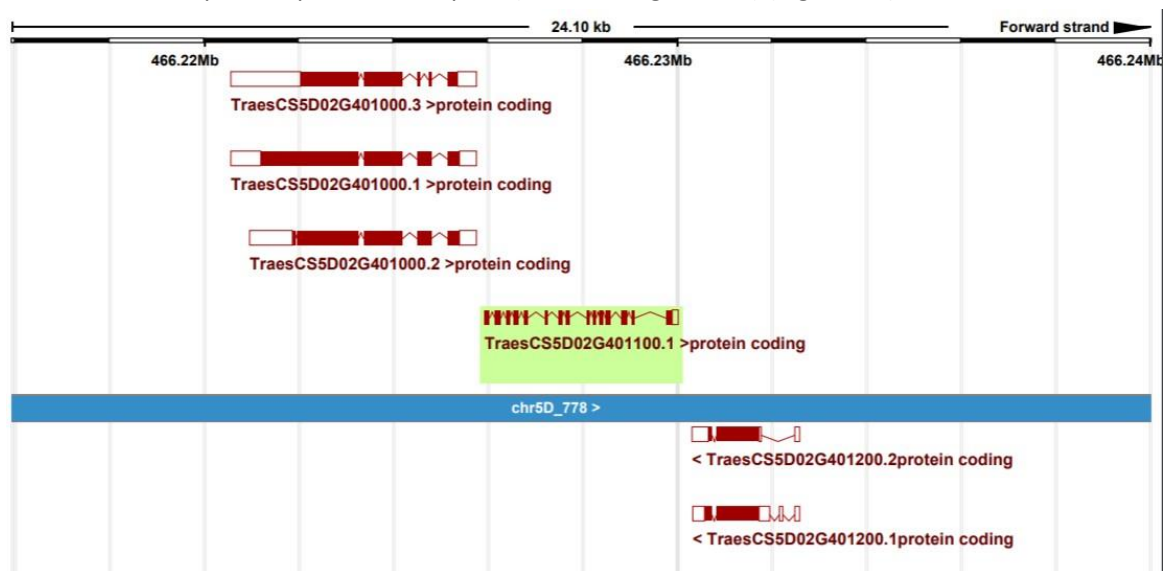 24.10 kb
Forward strand
466.22Mb
466.23Mb
466.24Mb
TraesCS5D02G401000.3 >protein coding
TraesCS5D02G401000.1 >protein coding
TraesCS5D02G401000.2 >protein coding
TraesCS5D02G401100.1 >protein coding
chr5D_778 >
< TraesCS5D02G401200.2protein coding
< TraesCS5D02G401200.1protein coding